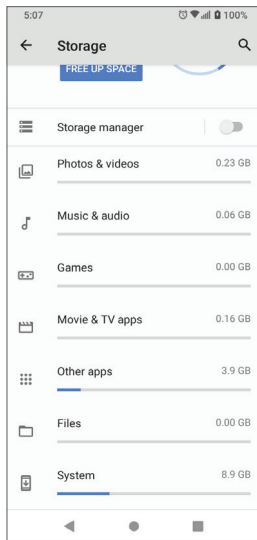 5:07 100%
Storage
FREE UP SPACE
Storage manager
Photos & videos 0.23 GB
Music & audio 0.06 GB
Games 0.00 GB
Movie & TV apps 0.16 GB
Other apps 3.9 GB
Files 0.00 GB
System 8.9 GB